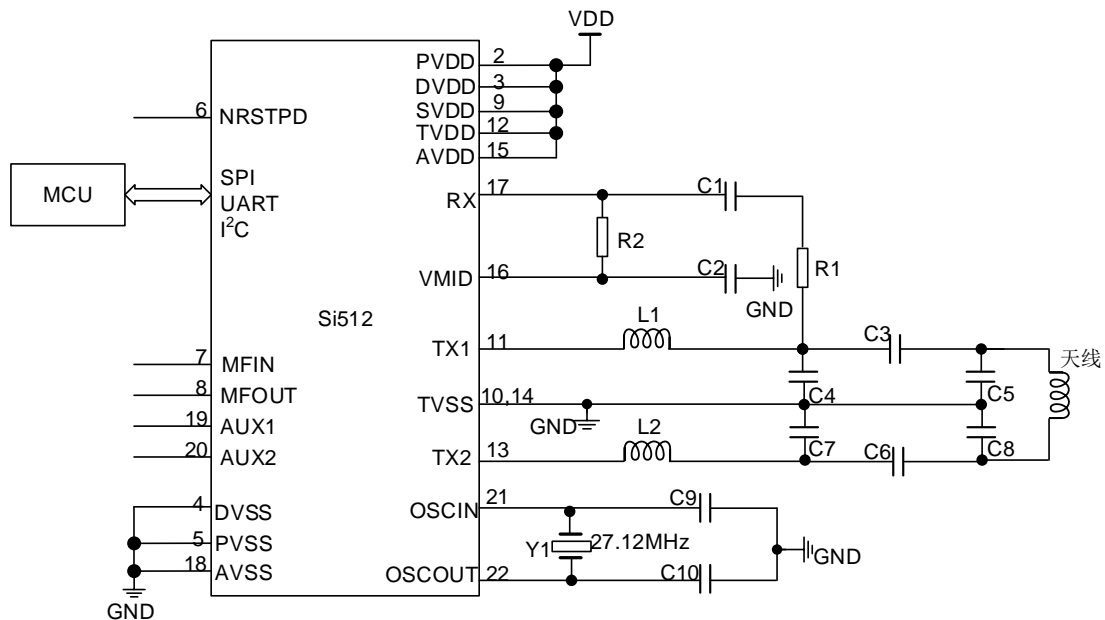 VDD
PVDD 2
DVDD 3
SVDD 9
TVDD 12
AVDD 15
6 NRSTPD
MCU
SPI
UART
I²C
RX 17
C1
R2
R1
VMID 16
C2
GND
Si512
L1
TX1 11
C3
天线
7 MFIN
8 MFOUT
19 AUX1
20 AUX2
C4
C5
TVSS 10,14
GND
L2
TX2 13
C7
C6
C8
4 DVSS
5 PVSS
18 AVSS
GND
OSCIN 21
C9
Y1
27.12MHz
GND
OSCOUT 22
C10